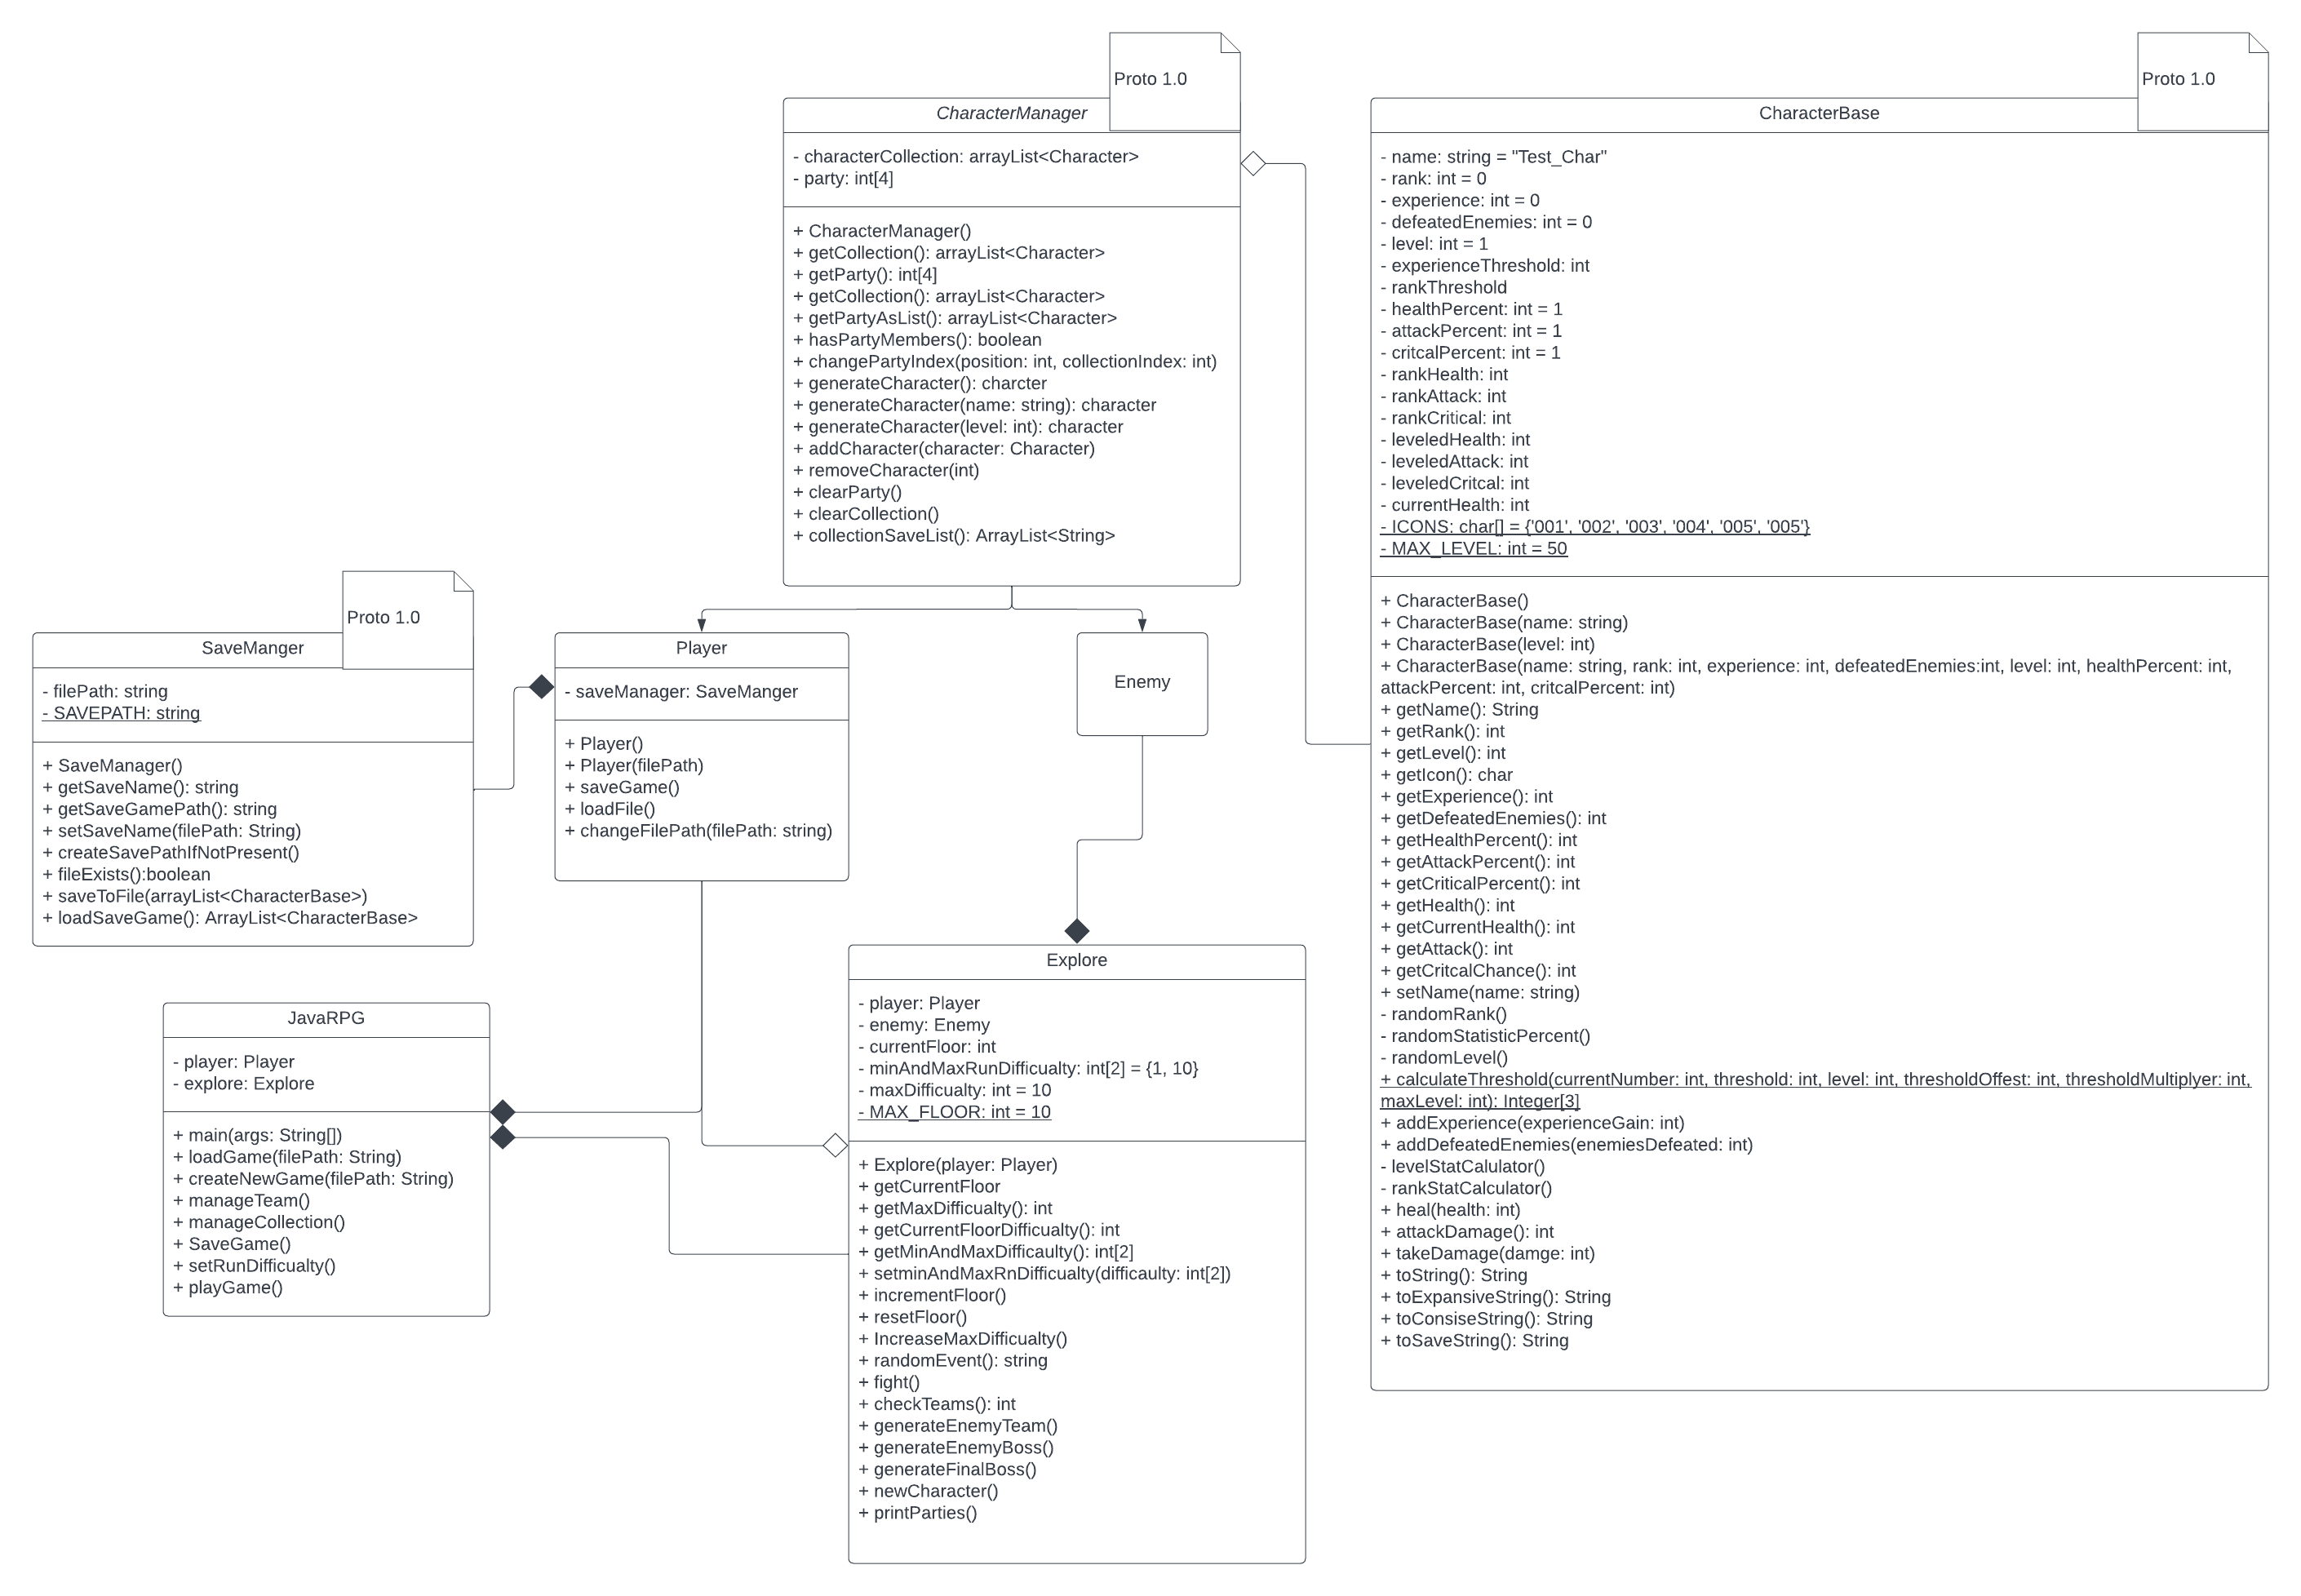 Proto 1.0
CharacterManager
- characterCollection: arrayList<Character>
- party: int[4]
+ CharacterManager()
+ getCollection(): arrayList<Character>
+ getParty(): int[4]
+ getCollection(): arrayList<Character>
+ getPartyAsList(): arrayList<Character>
+ hasPartyMembers(): boolean
+ changePartyIndex(position: int, collectionIndex: int)
+ generateCharacter(): charcter
+ generateCharacter(name: string): character
+ generateCharacter(level: int): character
+ addCharacter(character: Character)
+ removeCharacter(int)
+ clearParty()
+ clearCollection()
+ collectionSaveList(): ArrayList<String>
Proto 1.0
CharacterBase
- name: string = "Test_Char"
- rank: int = 0
- experience: int = 0
- defeatedEnemies: int = 0
- level: int = 1
- experienceThreshold: int
- rankThreshold
- healthPercent: int = 1
- attackPercent: int = 1
- critcalPercent: int = 1
- rankHealth: int
- rankAttack: int
- rankCritical: int
- leveledHealth: int
- leveledAttack: int
- leveledCritcal: int
- currentHealth: int
- ICONS: char[] = {'001', '002', '003', '004', '005', '005'}
- MAX_LEVEL: int = 50
+ CharacterBase()
+ CharacterBase(name: string)
+ CharacterBase(level: int)
+ CharacterBase(name: string, rank: int, experience: int, defeatedEnemies:int, level: int, healthPercent: int,
attackPercent: int, critcalPercent: int)
+ getName(): String
+ getRank(): int
+ getLevel(): int
+ getIcon(): char
+ getExperience(): int
+ getDefeatedEnemies(): int
+ getHealthPercent(): int
+ getAttackPercent(): int
+ getCriticalPercent(): int
+ getHealth(): int
+ getCurrentHealth(): int
+ getAttack(): int
+ getCritcalChance(): int
+ setName(name: string)
- randomRank()
- randomStatisticPercent()
- randomLevel()
+ calculateThreshold(currentNumber: int, threshold: int, level: int, thresholdOffest: int, thresholdMultiplyer: int,
maxLevel: int): Integer[3]
+ addExperience(experienceGain: int)
+ addDefeatedEnemies(enemiesDefeated: int)
- levelStatCalulator()
- rankStatCalculator()
+ heal(health: int)
+ attackDamage(): int
+ takeDamage(damge: int)
+ toString(): String
+ toExpansiveString(): String
+ toConsiseString(): String
+ toSaveString(): String
Proto 1.0
SaveManger
- filePath: string
- SAVEPATH: string
+ SaveManager()
+ getSaveName(): string
+ getSaveGamePath(): string
+ setSaveName(filePath: String)
+ createSavePathIfNotPresent()
+ fileExists():boolean
+ saveToFile(arrayList<CharacterBase>)
+ loadSaveGame(): ArrayList<CharacterBase>
Player
- saveManager: SaveManger
+ Player()
+ Player(filePath)
+ saveGame()
+ loadFile()
+ changeFilePath(filePath: string)
Enemy
JavaRPG
- player: Player
- explore: Explore
+ main(args: String[])
+ loadGame(filePath: String)
+ createNewGame(filePath: String)
+ manageTeam()
+ manageCollection()
+ SaveGame()
+ setRunDifficualty()
+ playGame()
Explore
- player: Player
- enemy: Enemy
- currentFloor: int
- minAndMaxRunDifficualty: int[2] = {1, 10}
- maxDifficualty: int = 10
- MAX_FLOOR: int = 10
+ Explore(player: Player)
+ getCurrentFloor
+ getMaxDifficualty(): int
+ getCurrentFloorDifficualty(): int
+ getMinAndMaxDifficaulty(): int[2]
+ setminAndMaxRnDifficualty(difficaulty: int[2])
+ incrementFloor()
+ resetFloor()
+ IncreaseMaxDifficualty()
+ randomEvent(): string
+ fight()
+ checkTeams(): int
+ generateEnemyTeam()
+ generateEnemyBoss()
+ generateFinalBoss()
+ newCharacter()
+ printParties()